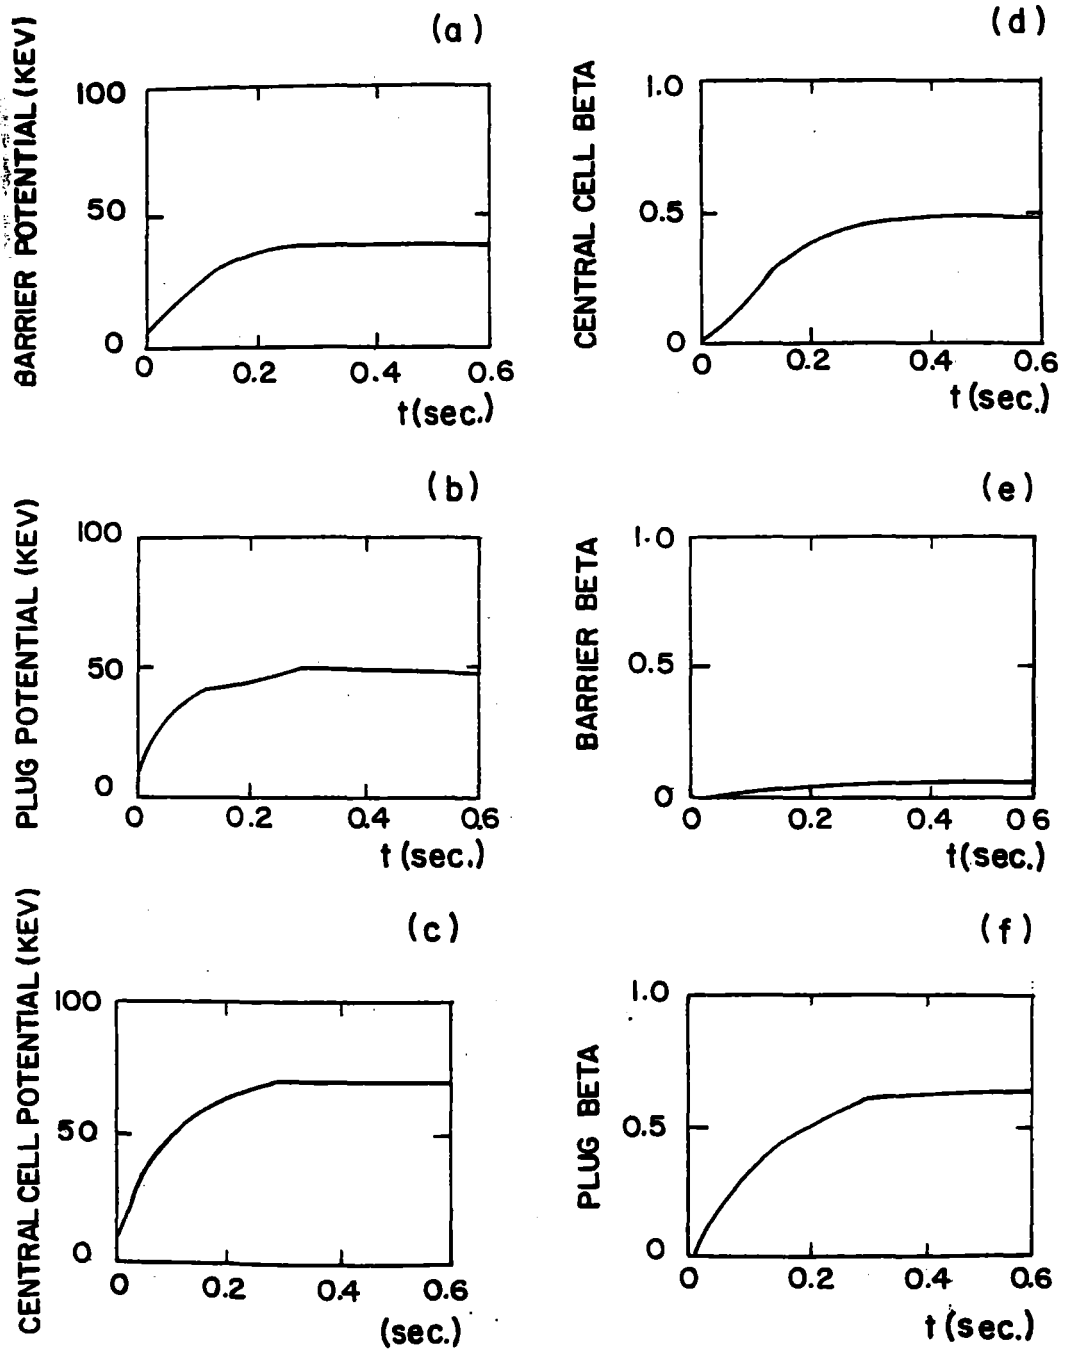 (a)
BARRIER POTENTIAL (KEV)
100
50
0
0 0.2 0.4 0.6
t (sec.)
(d)
CENTRAL CELL BETA
1.0
0.5
0
0 0.2 0.4 0.6
t (sec.)
(b)
PLUG POTENTIAL (KEV)
100
50
0
0 0.2 0.4 0.6
t (sec.)
(e)
BARRIER BETA
1.0
0.5
0
0 0.2 0.4 0.6
t (sec.)
(c)
CENTRAL CELL POTENTIAL (KEV)
100
50
0
0 0.2 0.4 0.6
(sec.)
(f)
PLUG BETA
1.0
0.5
0
0 0.2 0.4 0.6
t (sec.)